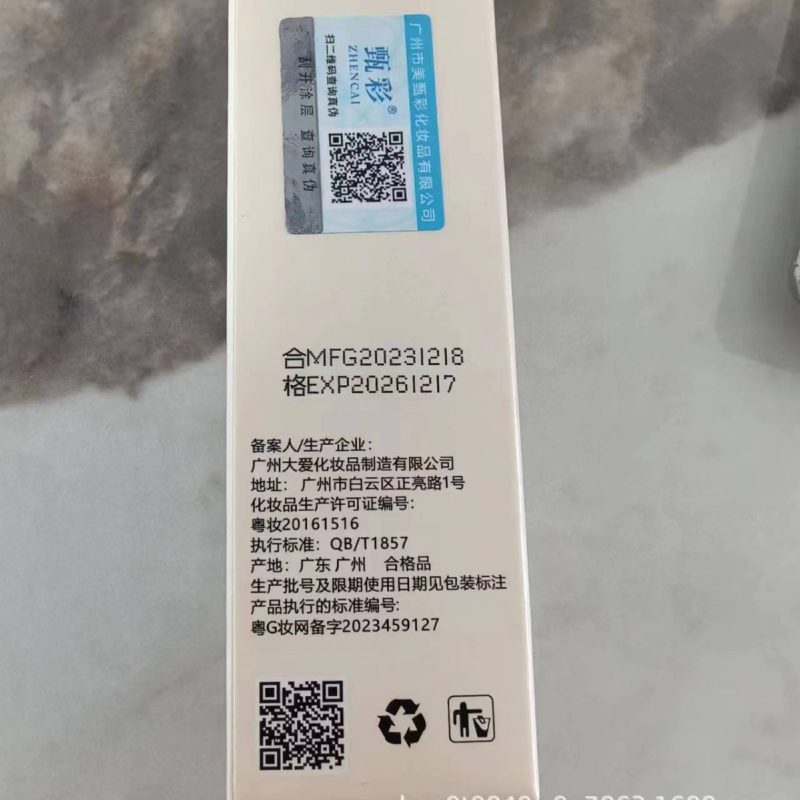 广州市美甄彩化妆品有限公司
甄彩®
ZHENCAI
扫二维码查询真伪
刮开涂层 查询真伪
合MFG20231218
格EXP20261217
备案人/生产企业：
广州大爱化妆品制造有限公司
地址： 广州市白云区正亮路1号
化妆品生产许可证编号：
粤妆20161516
执行标准：QB/T1857
产地：广东 广州 合格品
生产批号及限期使用日期见包装标注
产品执行的标准编号:
粤G妆网备字2023459127